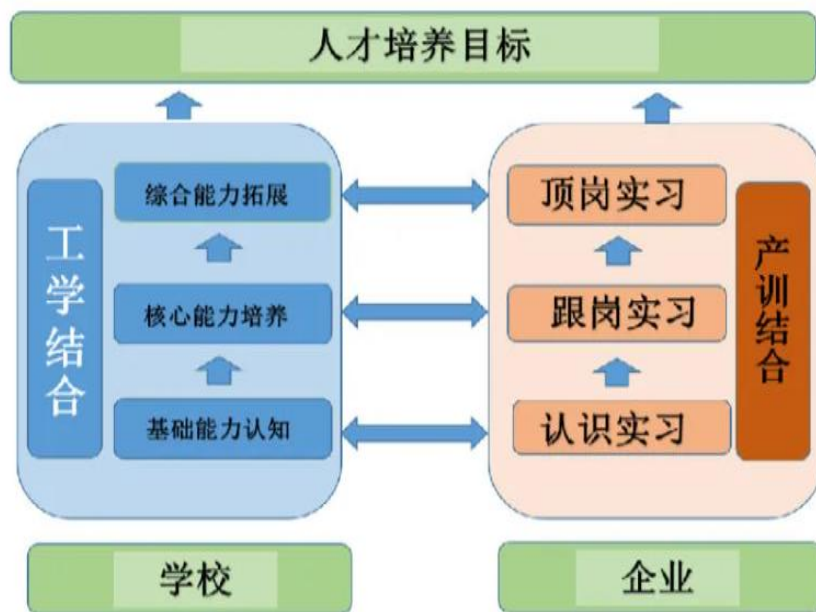 人才培养目标
工学结合
综合能力拓展
核心能力培养
基础能力认知
顶岗实习
跟岗实习
认识实习
产训结合
学校
企业